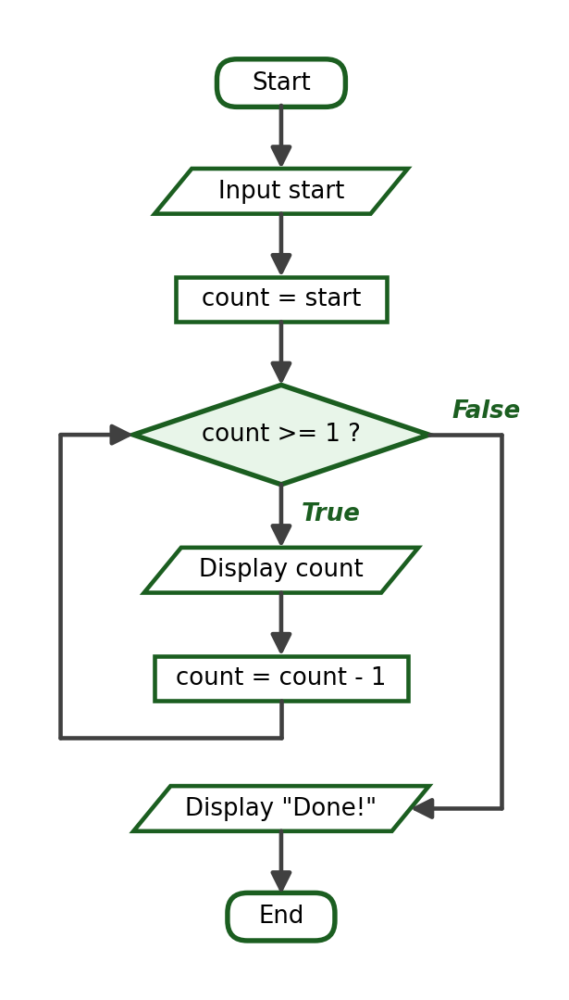 Start
Input start
count = start
count >= 1 ?
False
True
Display count
count = count - 1
Display "Done!"
End